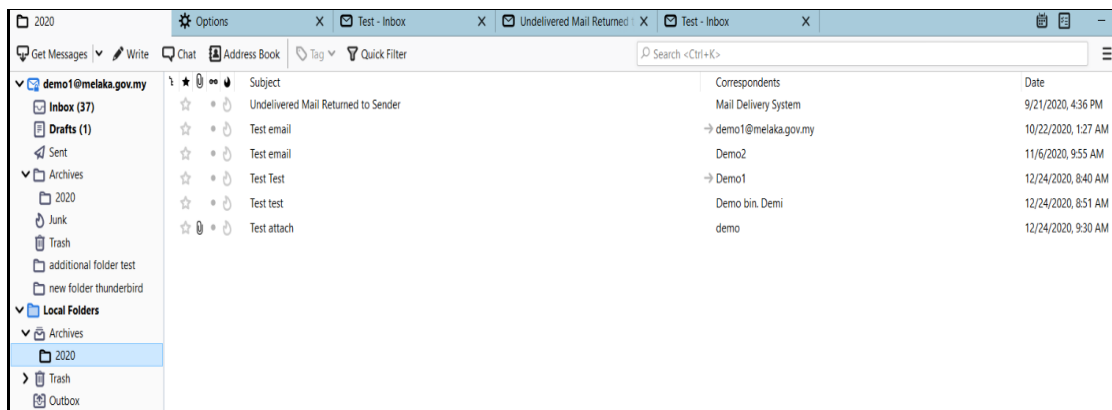 2020 Options Test - Inbox Undelivered Mail Returned t Test - Inbox
Get Messages Write Chat Address Book Tag Quick Filter Search <Ctrl+K>
demo1@melaka.gov.my Subject Correspondents Date
Inbox (37) Undelivered Mail Returned to Sender Mail Delivery System 9/21/2020, 4:36 PM
Drafts (1) Test email demo1@melaka.gov.my 10/22/2020, 1:27 AM
Sent Test email Demo2 11/6/2020, 9:55 AM
Archives Test Test Demo1 12/24/2020, 8:40 AM
2020 Test test Demo bin. Demi 12/24/2020, 8:51 AM
Junk Test attach demo 12/24/2020, 9:30 AM
Trash
additional folder test
new folder thunderbird
Local Folders
Archives
2020
Trash
Outbox